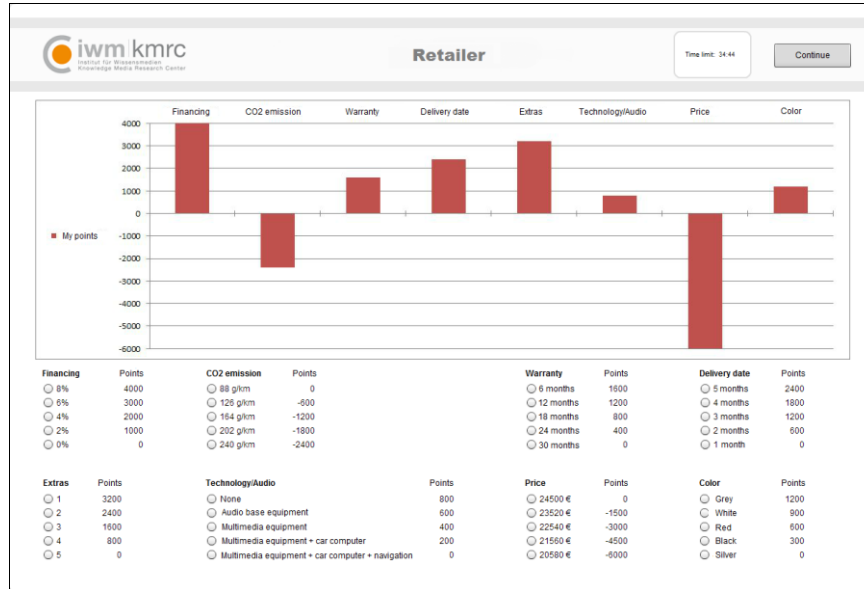 iwm|kmrc
Institut für Wissensmedien
Knowledge Media Research Center
Retailer
Time limit: 34:44
Continue
Financing CO2 emission Warranty Delivery date Extras Technology/Audio Price Color
4000
3000
2000
1000
0
-1000
-2000
-3000
-4000
-5000
-6000
My points
Financing Points CO2 emission Points Warranty Points Delivery date Points
8% 4000 88 g/km 0 6 months 1600 5 months 2400
6% 3000 126 g/km -600 12 months 1200 4 months 1800
4% 2000 164 g/km -1200 18 months 800 3 months 1200
2% 1000 202 g/km -1800 24 months 400 2 months 600
0% 0 240 g/km -2400 30 months 0 1 month 0
Extras Points Technology/Audio Points Price Points Color Points
1 3200 None 800 24500 € 0 Grey 1200
2 2400 Audio base equipment 600 23520 € -1500 White 900
3 1600 Multimedia equipment 400 22540 € -3000 Red 600
4 800 Multimedia equipment + car computer 200 21560 € -4500 Black 300
5 0 Multimedia equipment + car computer + navigation 0 20580 € -6000 Silver 0